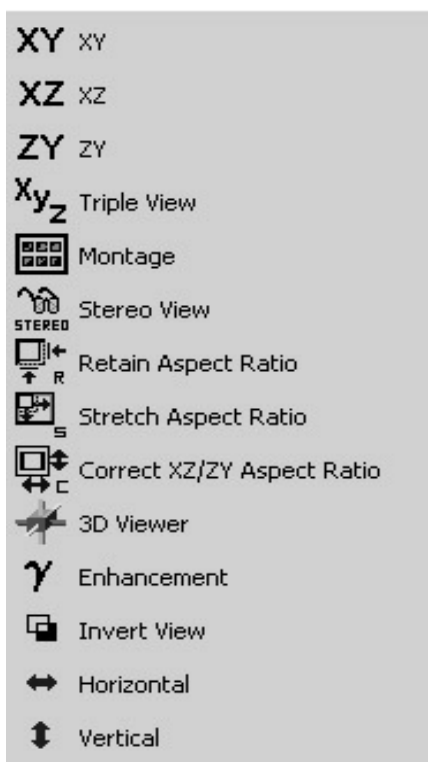 XY XY
XZ XZ
ZY ZY
Xyz Triple View
Montage
STEREO Stereo View
R Retain Aspect Ratio
S Stretch Aspect Ratio
C Correct XZ/ZY Aspect Ratio
3D Viewer
γ Enhancement
Invert View
Horizontal
Vertical